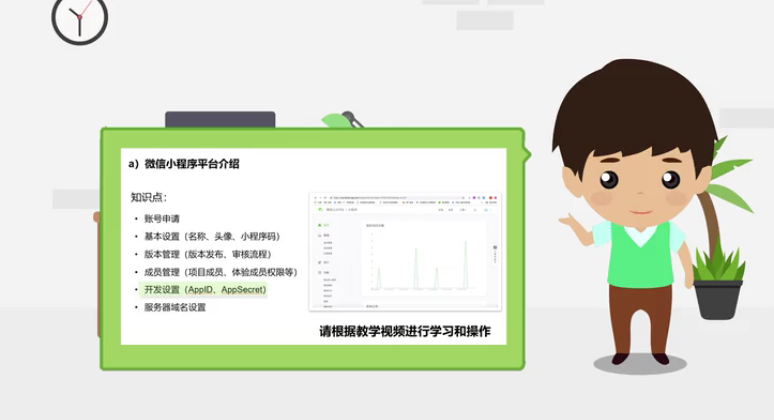 a）微信小程序平台介绍
知识点：
• 账号申请
• 基本设置（名称、头像、小程序码）
• 版本管理（版本发布、审核流程）
• 成员管理（项目成员、体验成员权限等）
• 开发设置（AppID、AppSecret）
• 服务器域名设置
请根据教学视频进行学习和操作